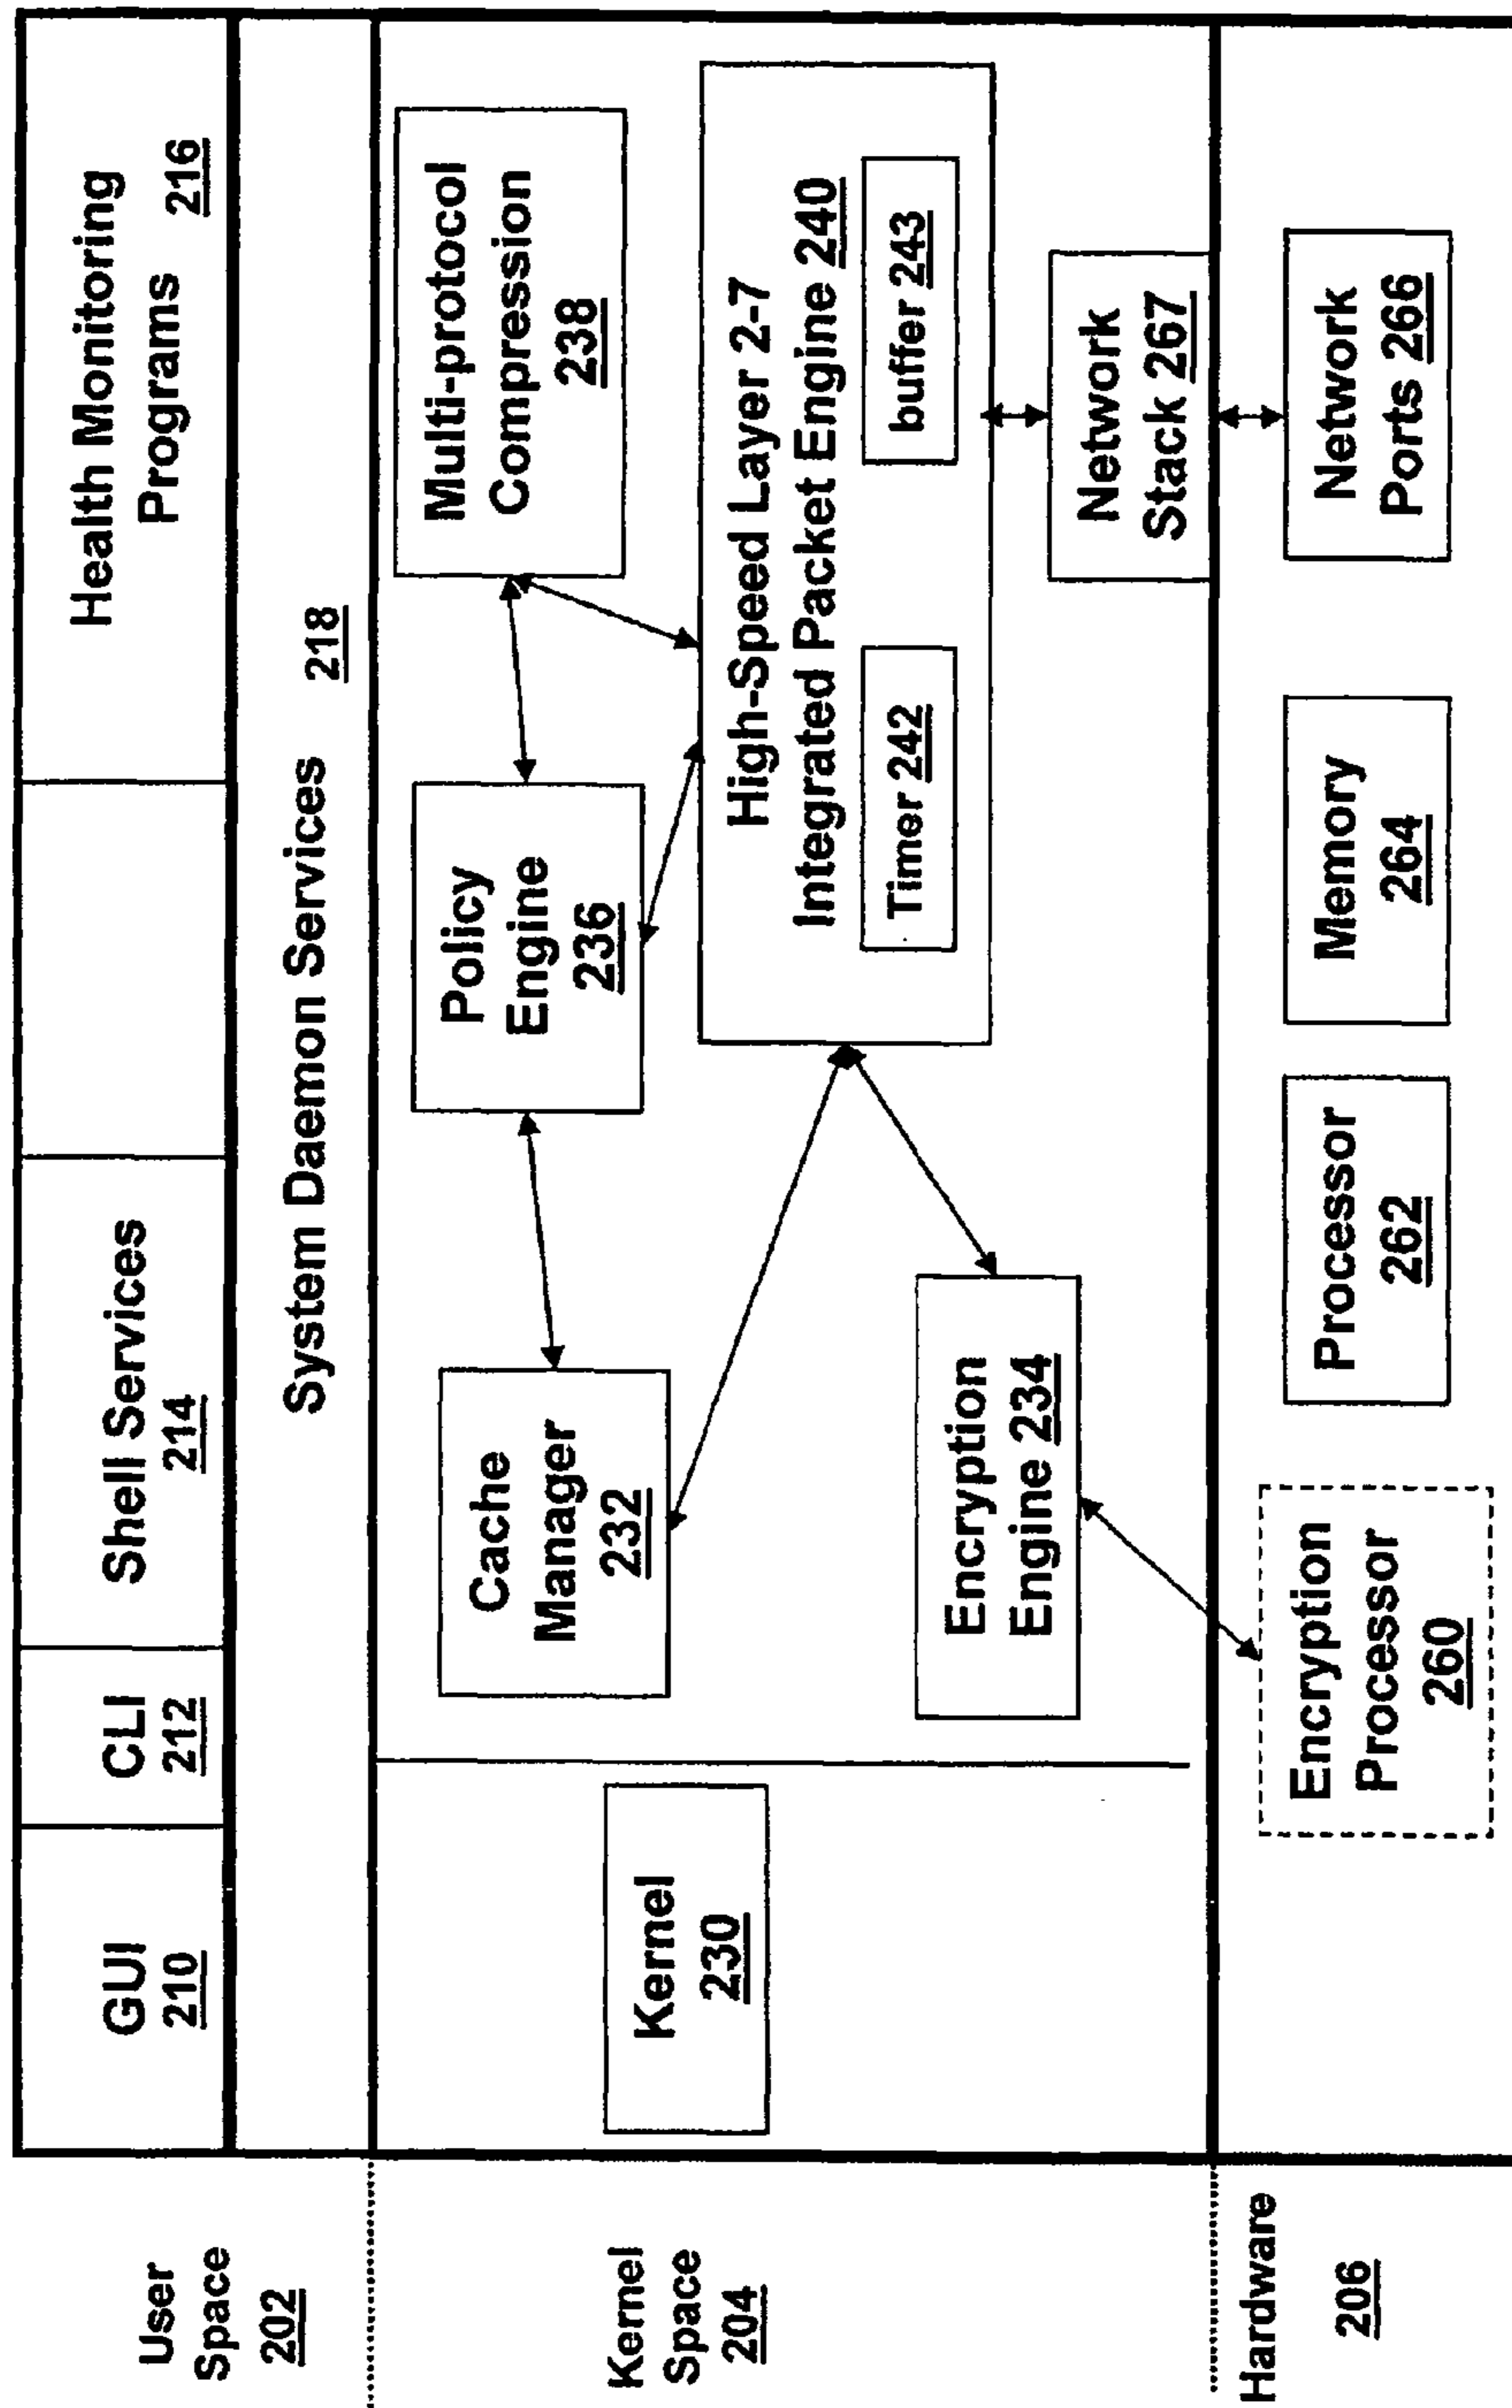 User
Space
202
GUI
210
CLI
212
Shell Services
214
Health Monitoring
Programs 216
System Daemon Services 218
Kernel
Space
204
Kernel
230
Cache
Manager
232
Policy
Engine
236
Multi-protocol
Compression
238
High-Speed Layer 2-7
Integrated Packet Engine 240
Timer 242
buffer 243
Encryption
Engine 234
Network
Stack 267
Hardware
206
Encryption
Processor
260
Processor
262
Memory
264
Network
Ports 266